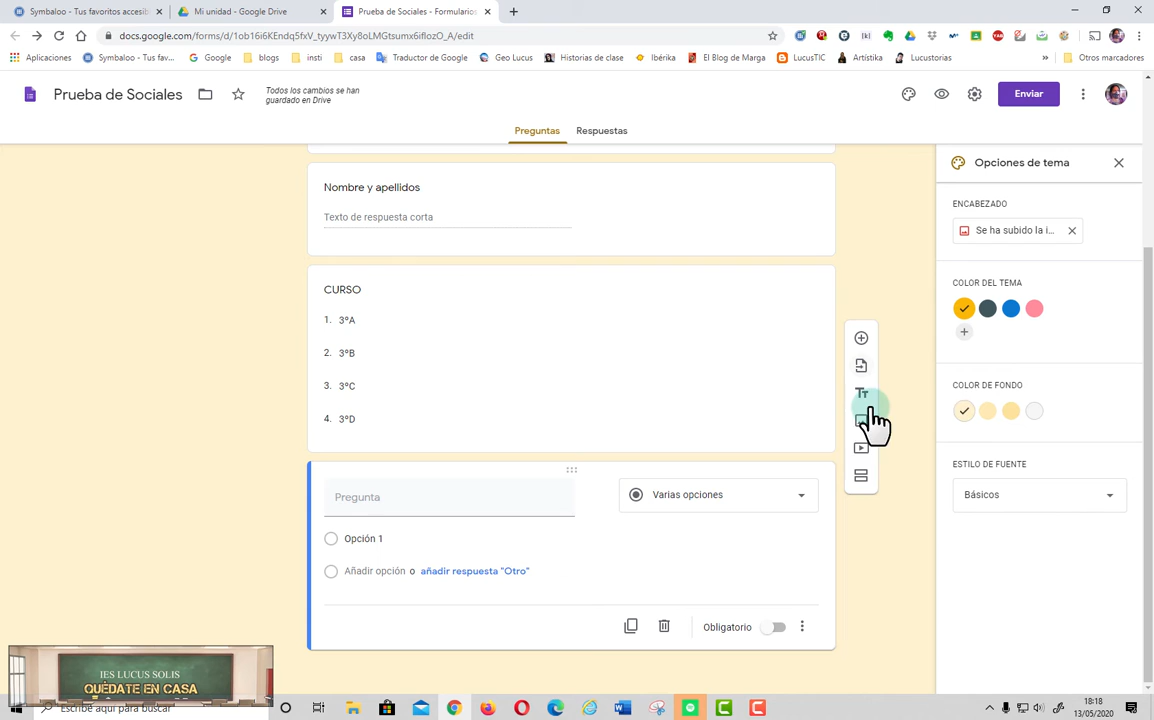 Symbaloo - Tus favoritos accesib
Mi unidad - Google Drive
Prueba de Sociales - Formularios
docs.google.com/forms/d/1ob16i6KEndq5fxV_tyywT3Xy8oLMGtsumx6iflozO_A/edit
Aplicaciones
Symbaloo - Tus fav...
Google
blogs
insti
casa
Traductor de Google
Geo Lucus
Historias de clase
Ibérika
El Blog de Marga
LucusTIC
Artístika
Lucustorias
»
Otros marcadores
Prueba de Sociales
Todos los cambios se han
guardado en Drive
Enviar
Preguntas
Respuestas
Nombre y apellidos
Texto de respuesta corta
CURSO
1. 3ºA
2. 3ºB
3. 3ºC
4. 3ºD
Pregunta
Varias opciones
Opción 1
Añadir opción o añadir respuesta "Otro"
Obligatorio
Opciones de tema
ENCABEZADO
Se ha subido la i...
COLOR DEL TEMA
COLOR DE FONDO
ESTILO DE FUENTE
Básicos
IES LUCUS SOLIS
QUÉDATE EN CASA
Escribe aquí para buscar
18:18
13/05/2020